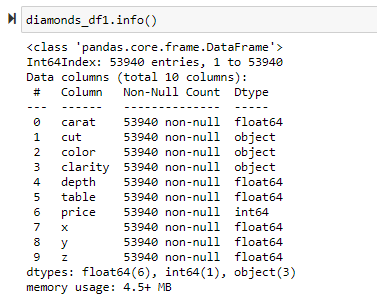 diamonds_df1.info()
<class 'pandas.core.frame.DataFrame'>
Int64Index: 53940 entries, 1 to 53940
Data columns (total 10 columns):
 #   Column   Non-Null Count  Dtype
---  ------   --------------  -----
 0   carat    53940 non-null  float64
 1   cut      53940 non-null  object
 2   color    53940 non-null  object
 3   clarity  53940 non-null  object
 4   depth    53940 non-null  float64
 5   table    53940 non-null  float64
 6   price    53940 non-null  int64
 7   x        53940 non-null  float64
 8   y        53940 non-null  float64
 9   z        53940 non-null  float64
dtypes: float64(6), int64(1), object(3)
memory usage: 4.5+ MB